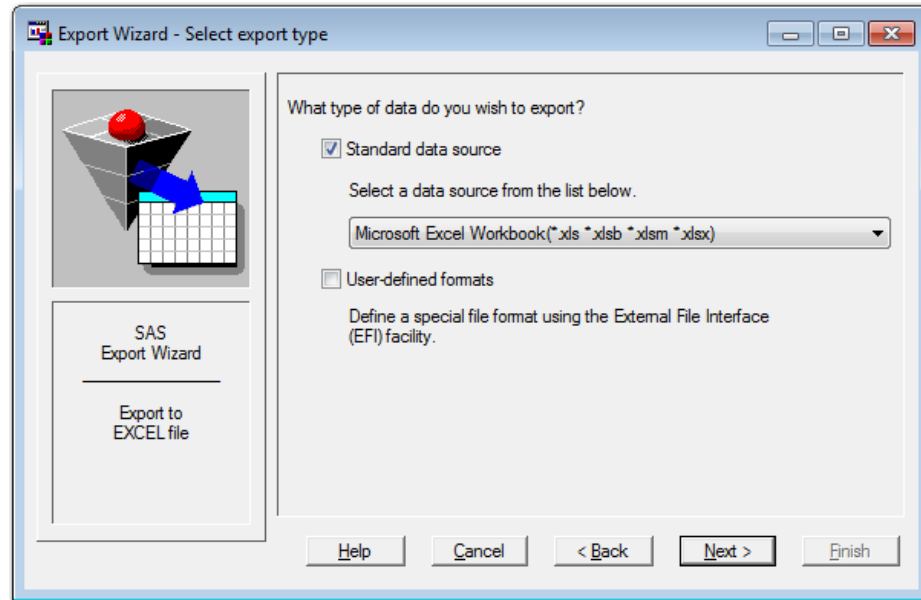 Export Wizard - Select export type
What type of data do you wish to export?
Standard data source
Select a data source from the list below.
Microsoft Excel Workbook(*.xls *.xlsb *.xlsm *.xlsx)
User-defined formats
Define a special file format using the External File Interface
(EFI) facility.
SAS
Export Wizard
Export to
EXCEL file
Help
Cancel
< Back
Next >
Finish